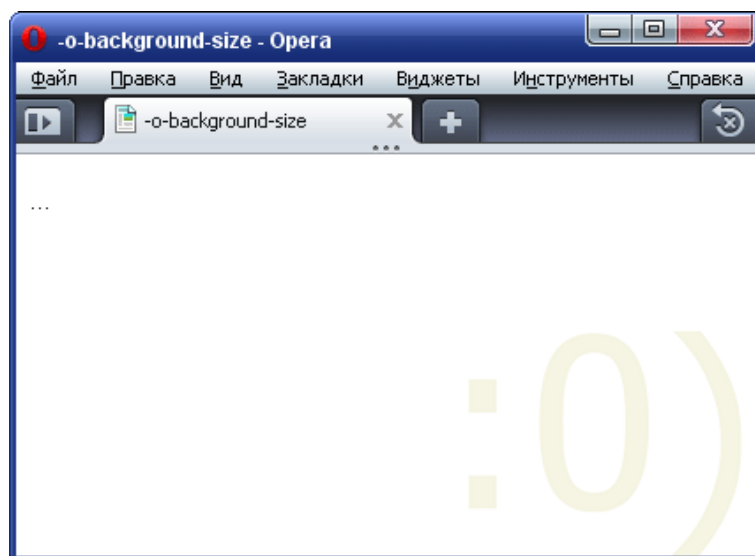 -o-background-size - Opera
Файл Правка Вид Закладки Виджеты Инструменты Справка
-o-background-size
...
:0)